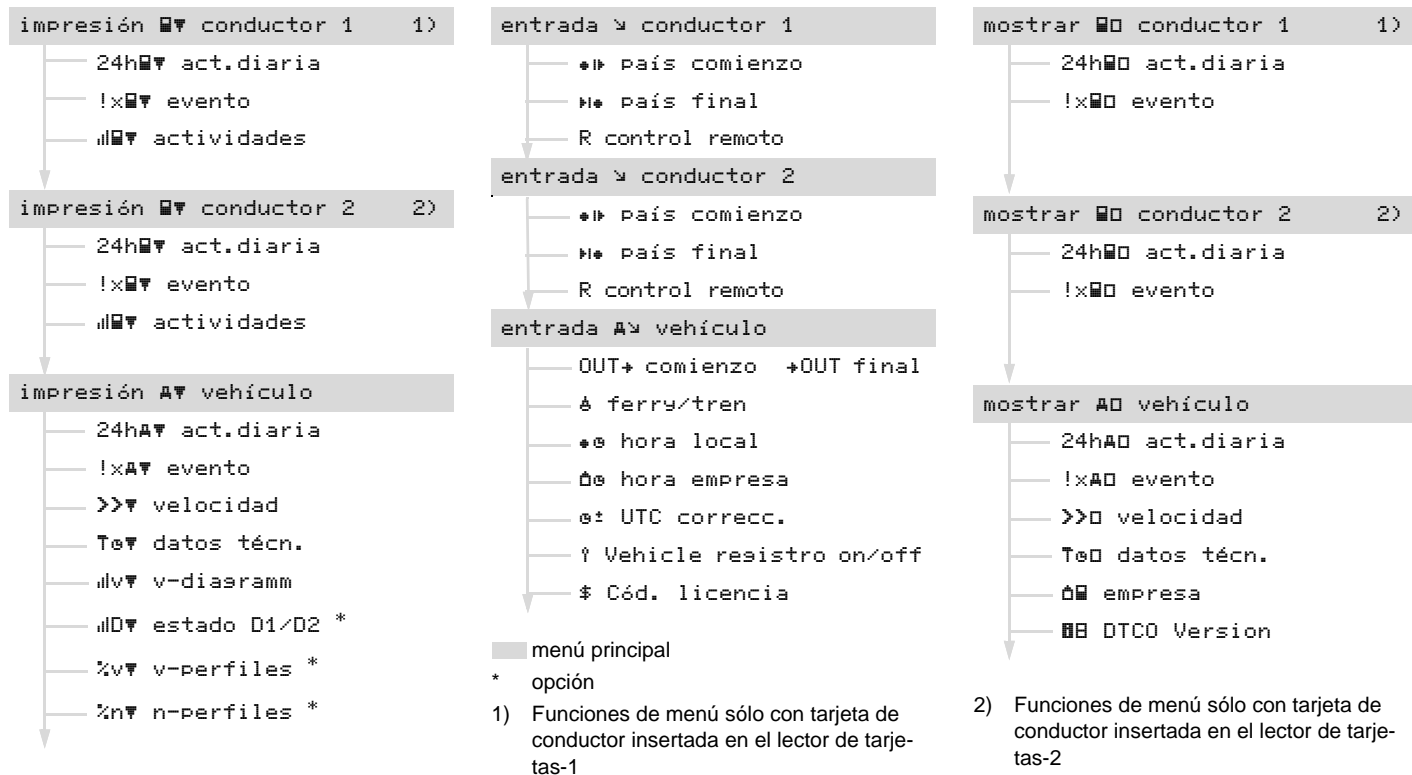 impresión conductor 1 1)
24h act.diaria
!x evento
actividades
impresión conductor 2 2)
24h act.diaria
!x evento
actividades
impresión vehículo
24h act.diaria
!x evento
>> velocidad
T datos técn.
v v-diagramm
D estado D1/D2 *
%v v-perfiles *
%n n-perfiles *
entrada conductor 1
país comienzo
país final
R control remoto
entrada conductor 2
país comienzo
país final
R control remoto
entrada vehículo
OUT→ comienzo →OUT final
ferry/tren
hora local
hora empresa
± UTC correcc.
Vehicle registro on/off
$ Cód. licencia
menú principal
* opción
1) Funciones de menú sólo con tarjeta de
conductor insertada en el lector de tarje-
tas-1
mostrar conductor 1 1)
24h act.diaria
!x evento
mostrar conductor 2 2)
24h act.diaria
!x evento
mostrar vehículo
24h act.diaria
!x evento
>> velocidad
T datos técn.
empresa
DTCO Version
2) Funciones de menú sólo con tarjeta de
conductor insertada en el lector de tarje-
tas-2